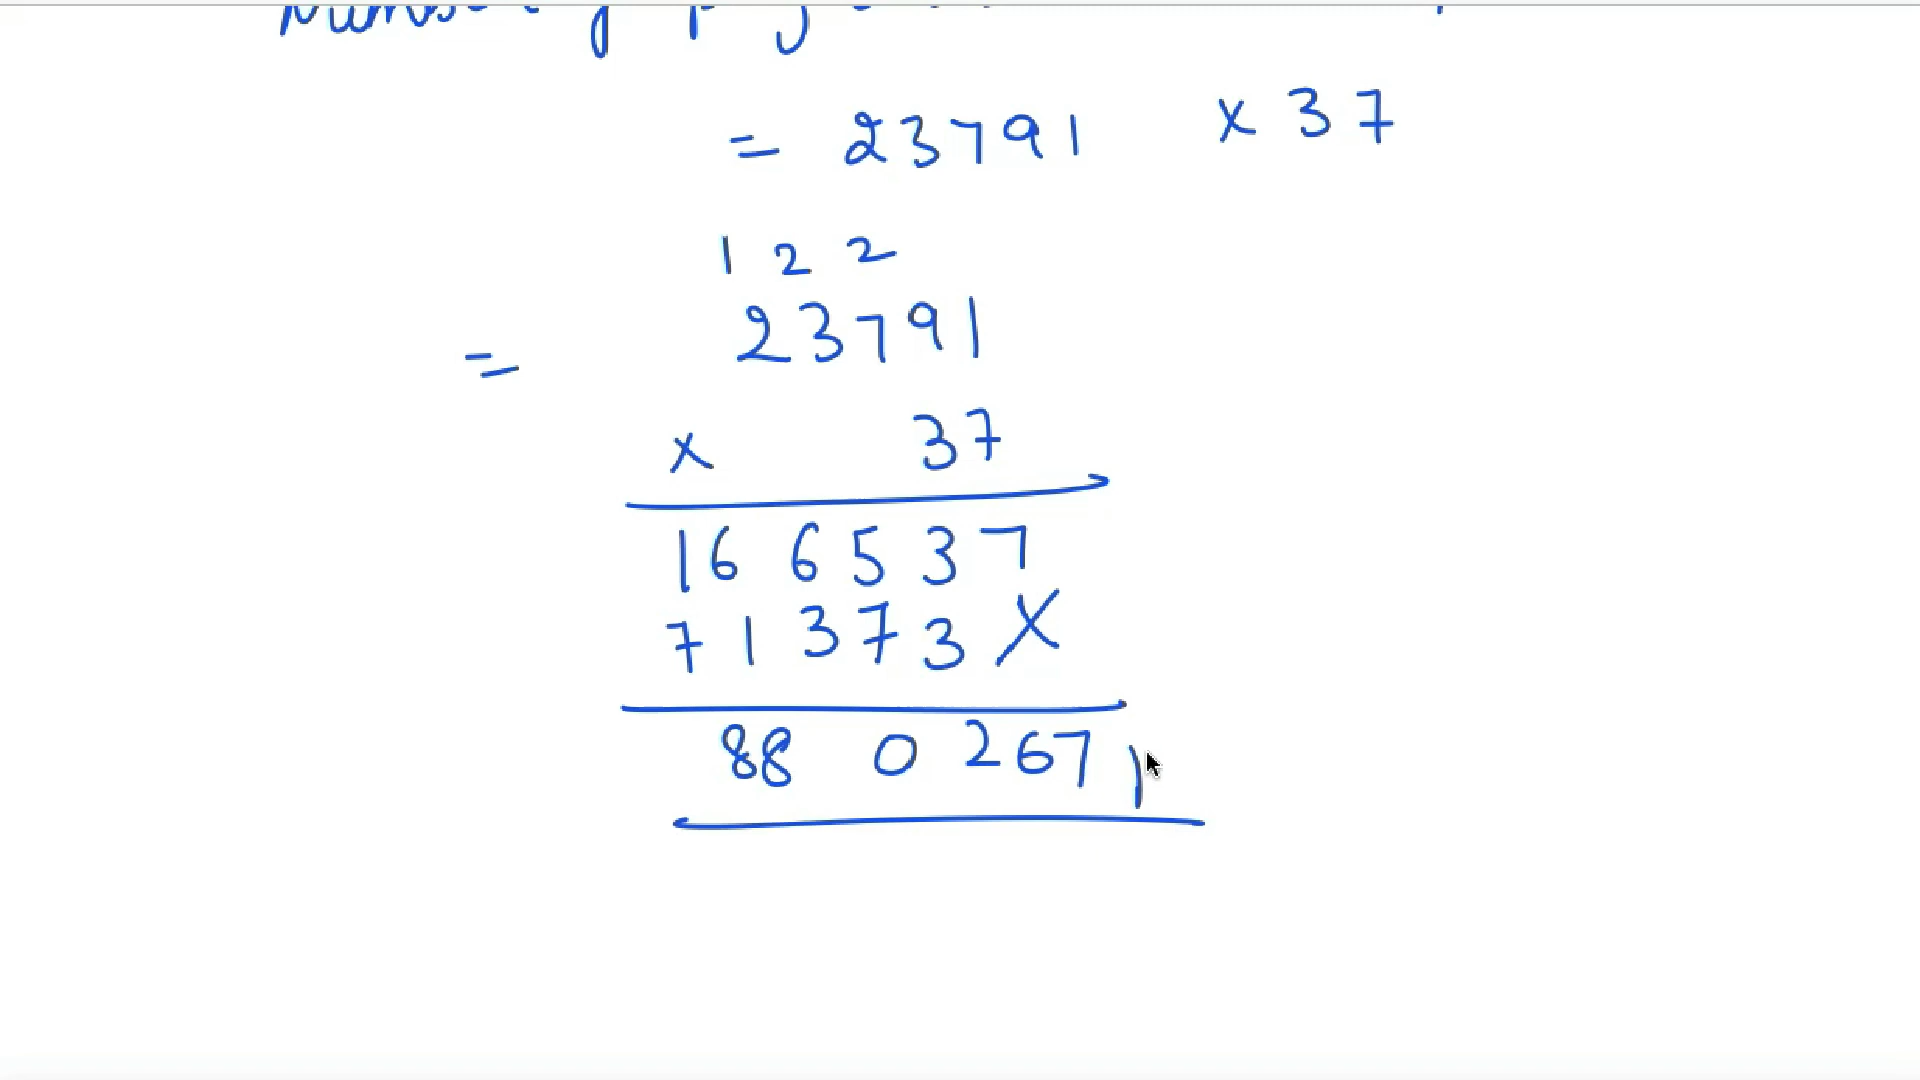 = 23791 × 37
1 2 2
23791
=
× 37
166537
71373X
880267